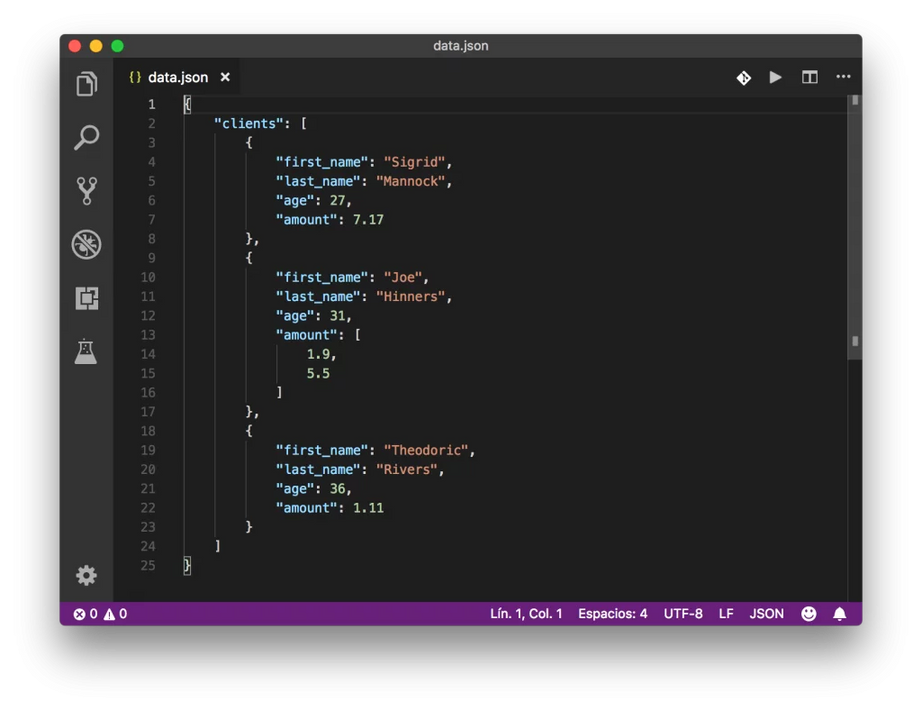 data.json
{} data.json ×
1 {
2     "clients": [
3         {
4             "first_name": "Sigrid",
5             "last_name": "Mannock",
6             "age": 27,
7             "amount": 7.17
8         },
9         {
10             "first_name": "Joe",
11             "last_name": "Hinners",
12             "age": 31,
13             "amount": [
14                 1.9,
15                 5.5
16             ]
17         },
18         {
19             "first_name": "Theodoric",
20             "last_name": "Rivers",
21             "age": 36,
22             "amount": 1.11
23         }
24     ]
25 }
0 0 Lín. 1, Col. 1 Espacios: 4 UTF-8 LF JSON